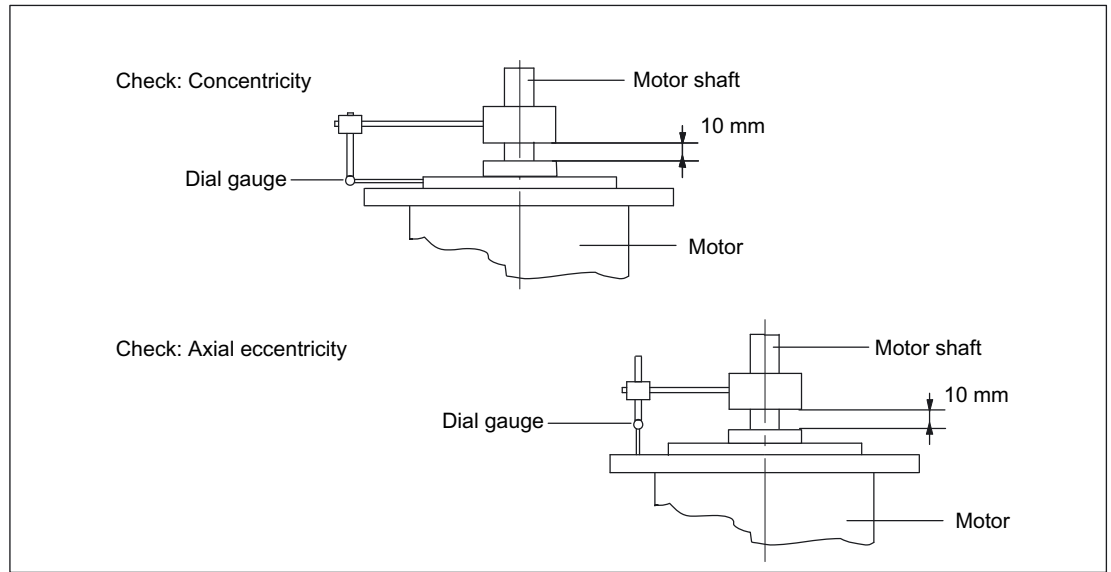 Check: Concentricity
Motor shaft
10 mm
Dial gauge
Motor
Check: Axial eccentricity
Motor shaft
10 mm
Dial gauge
Motor